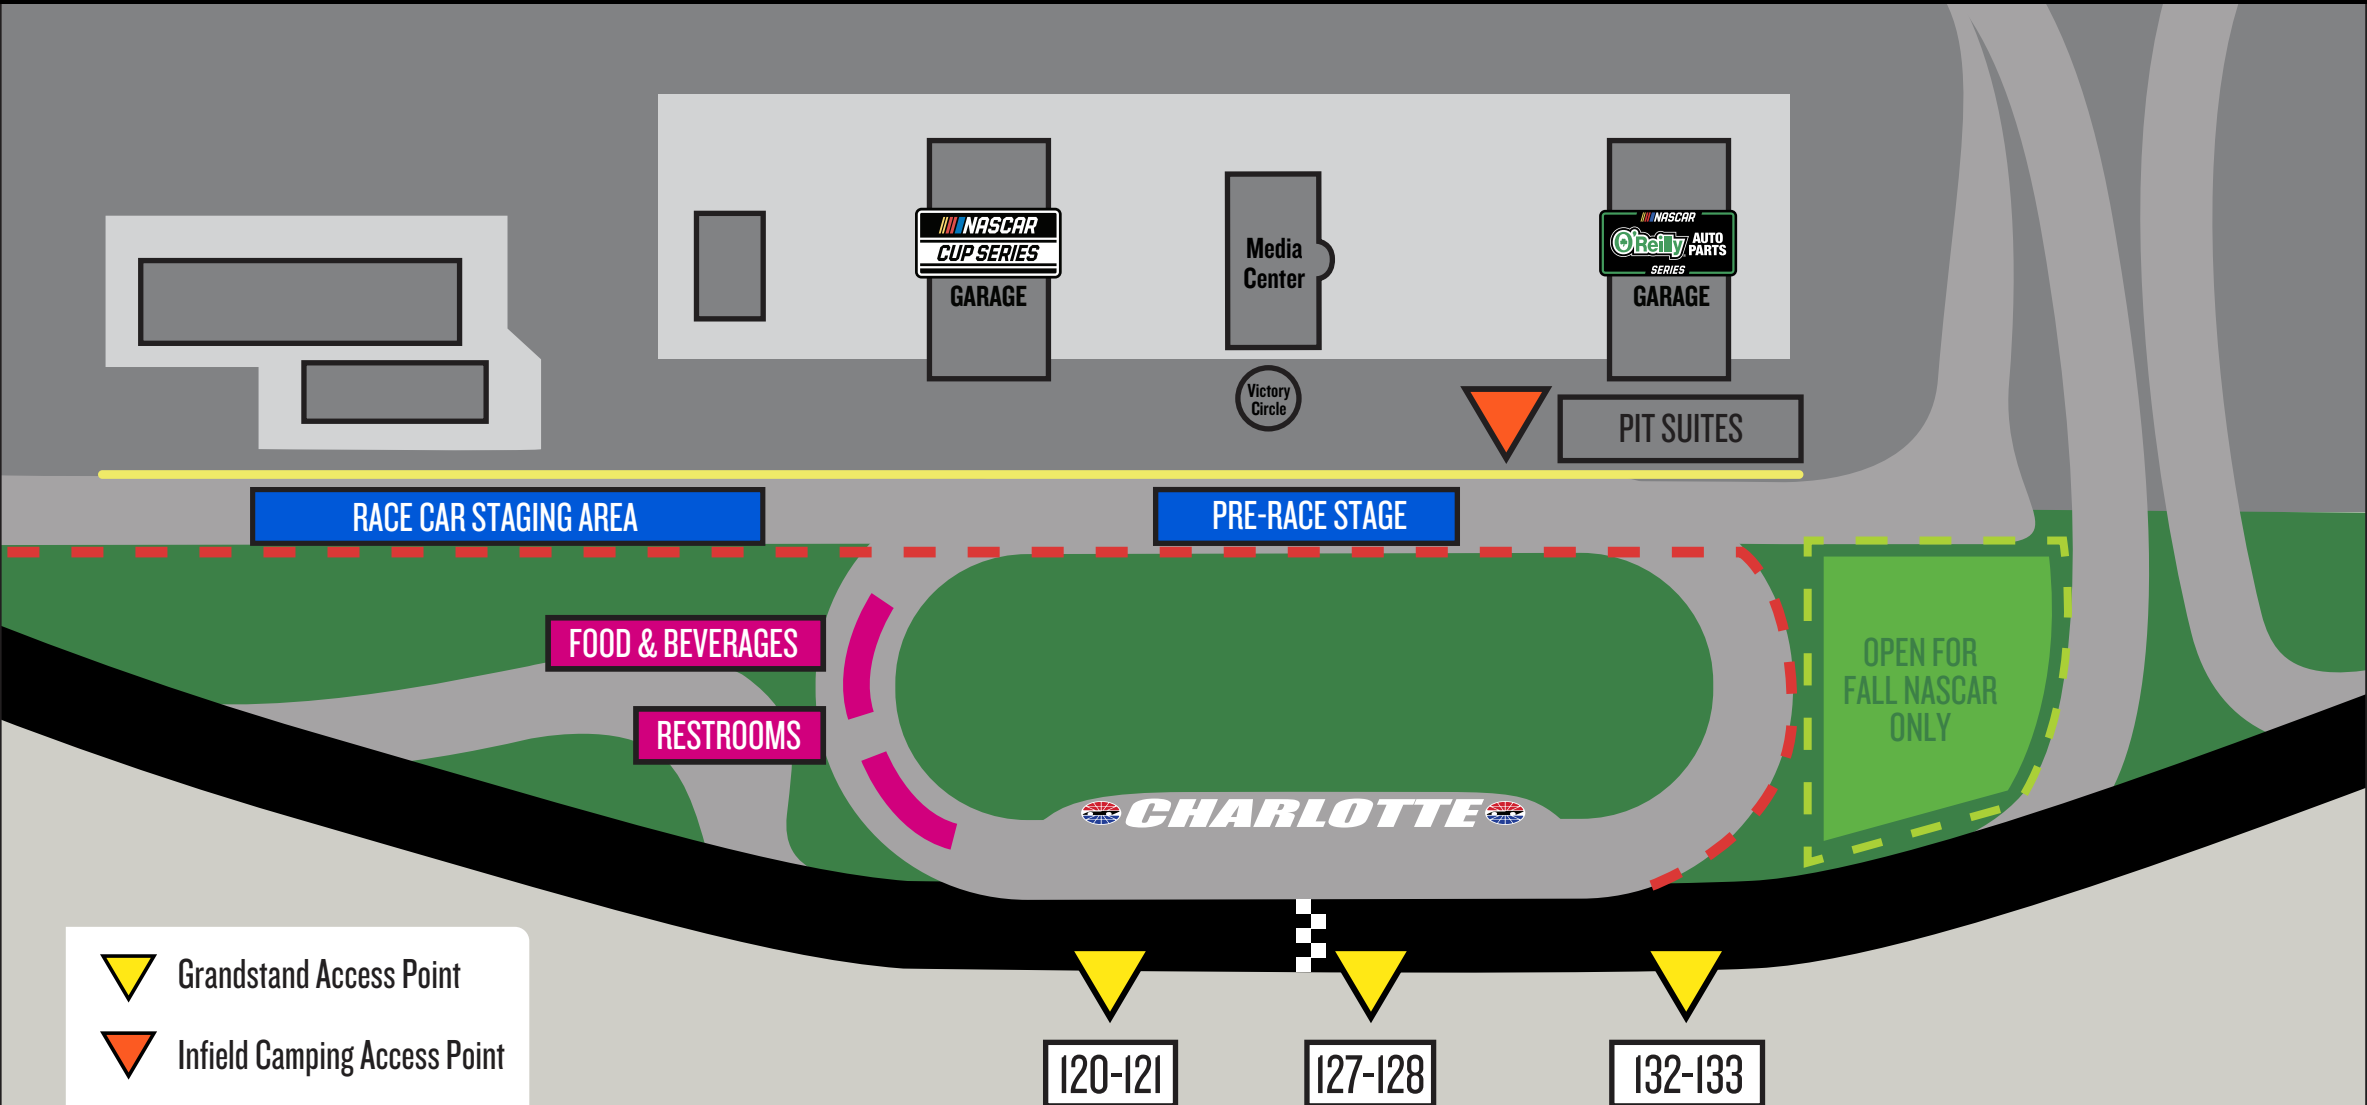 NASCAR
CUP SERIES
GARAGE
Media
Center
NASCAR
O'Reilly AUTO
PARTS
SERIES
GARAGE
Victory
Circle
PIT SUITES
RACE CAR STAGING AREA
PRE-RACE STAGE
FOOD & BEVERAGES
RESTROOMS
OPEN FOR
FALL NASCAR
ONLY
CHARLOTTE
Grandstand Access Point
Infield Camping Access Point
120-121
127-128
132-133